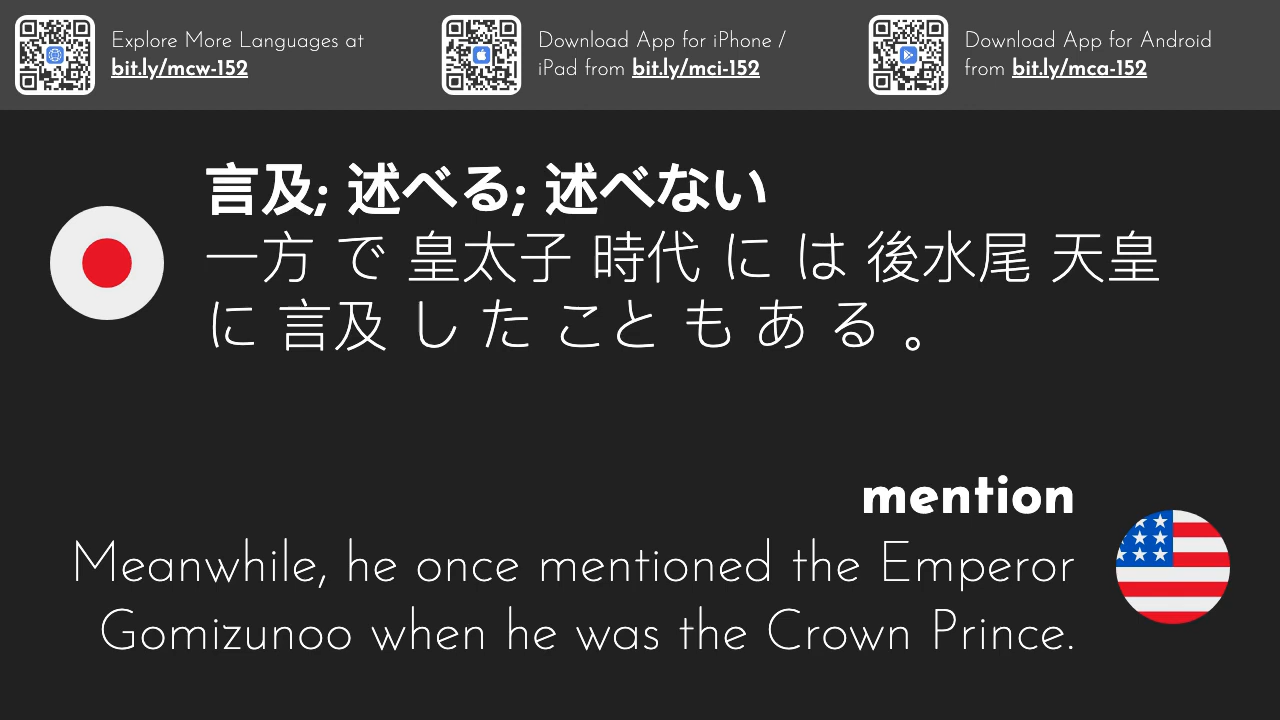 Explore More Languages at
bit.ly/mcw-152
Download App for iPhone /
iPad from bit.ly/mci-152
Download App for Android
from bit.ly/mca-152
言及; 述べる; 述べない
一方 で 皇太子 時代 に は 後水尾 天皇
に 言及 し た こと も あ る 。
mention
Meanwhile, he once mentioned the Emperor
Gomizunoo when he was the Crown Prince.